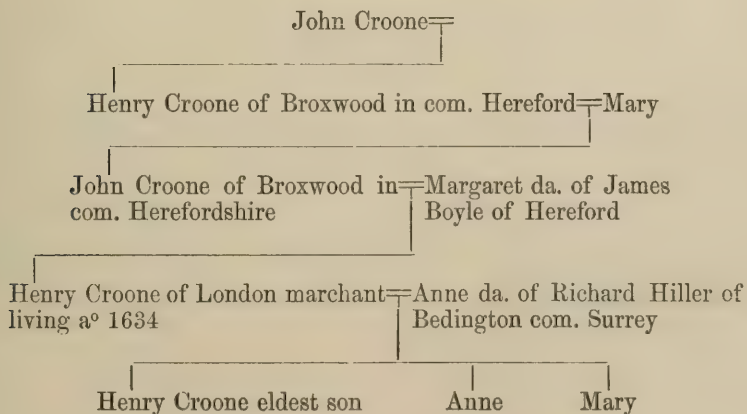 John Croone
Henry Croone of Broxwood in com. Hereford Mary
John Croone of Broxwood in Margaret da. of James
com. Herefordshire Boyle of Hereford
Henry Croone of London marchant Anne da. of Richard Hiller of
living aº 1634 Bedington com. Surrey
Henry Croone eldest son Anne Mary